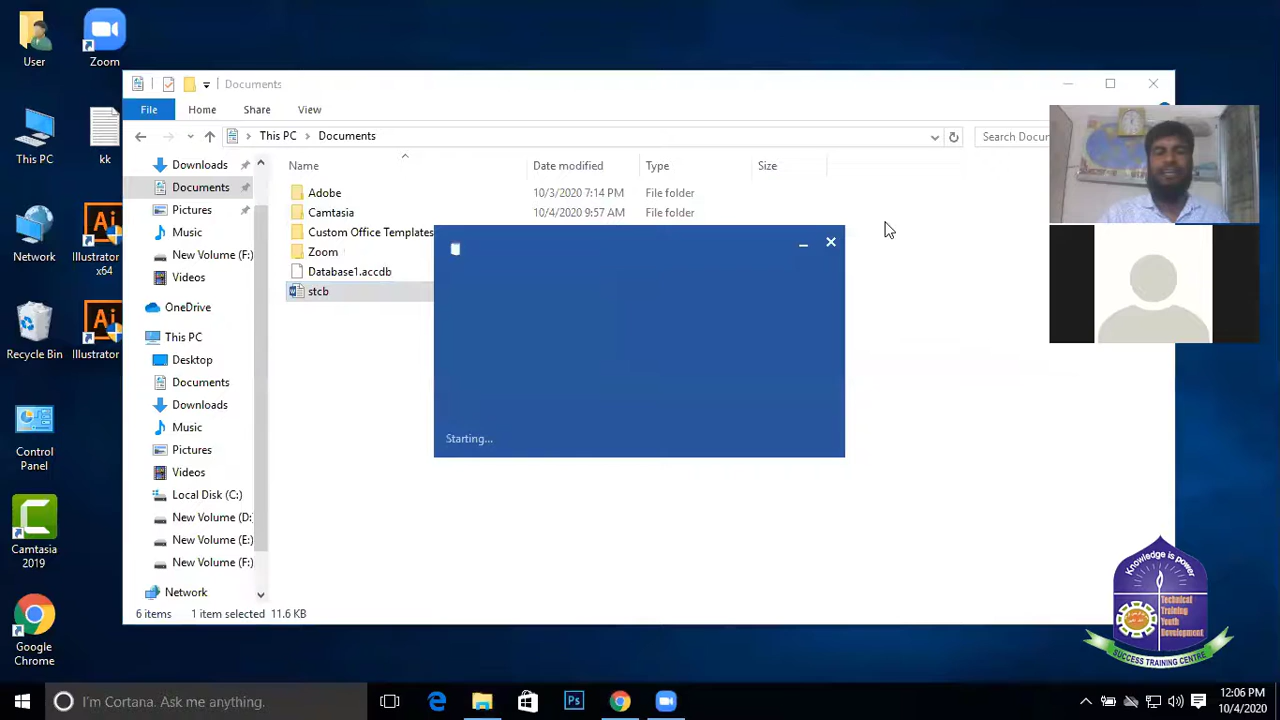 User
Zoom
This PC
kk
Network
Illustrator
x64
Recycle Bin
Illustrator
Control
Panel
Camtasia
2019
Google
Chrome
Documents
File
Home
Share
View
This PC
Documents
Search Docum
Downloads
Documents
Pictures
Music
New Volume (F:)
Videos
OneDrive
This PC
Desktop
Documents
Downloads
Music
Pictures
Videos
Local Disk (C:)
New Volume (D:)
New Volume (E:)
New Volume (F:)
Network
Name
Date modified
Type
Size
Adobe
10/3/2020 7:14 PM
File folder
Camtasia
10/4/2020 9:57 AM
File folder
Custom Office Templates
Zoom
Database1.accdb
stcb
Starting...
6 items
1 item selected 11.6 KB
Knowledge is power
Technical
Training
Youth
Development
SUCCESS TRAINING CENTRE
I'm Cortana. Ask me anything.
12:06 PM
10/4/2020